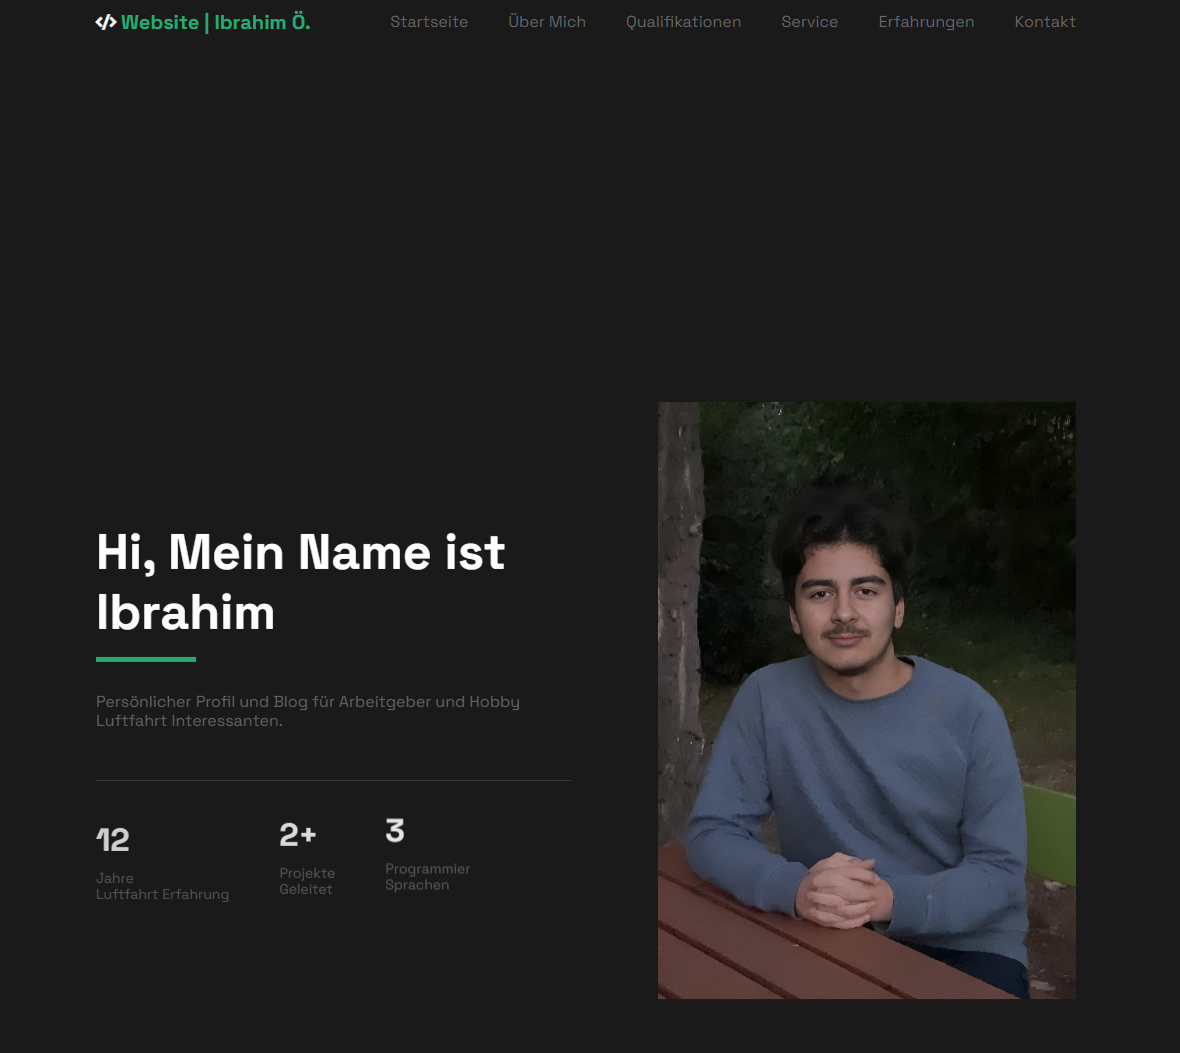 </> Website | Ibrahim Ö.
Startseite
Über Mich
Qualifikationen
Service
Erfahrungen
Kontakt
Hi, Mein Name ist
Ibrahim
Persönlicher Profil und Blog für Arbeitgeber und Hobby
Luftfahrt Interessanten.
12
Jahre
Luftfahrt Erfahrung
2+
Projekte
Geleitet
3
Programmier
Sprachen